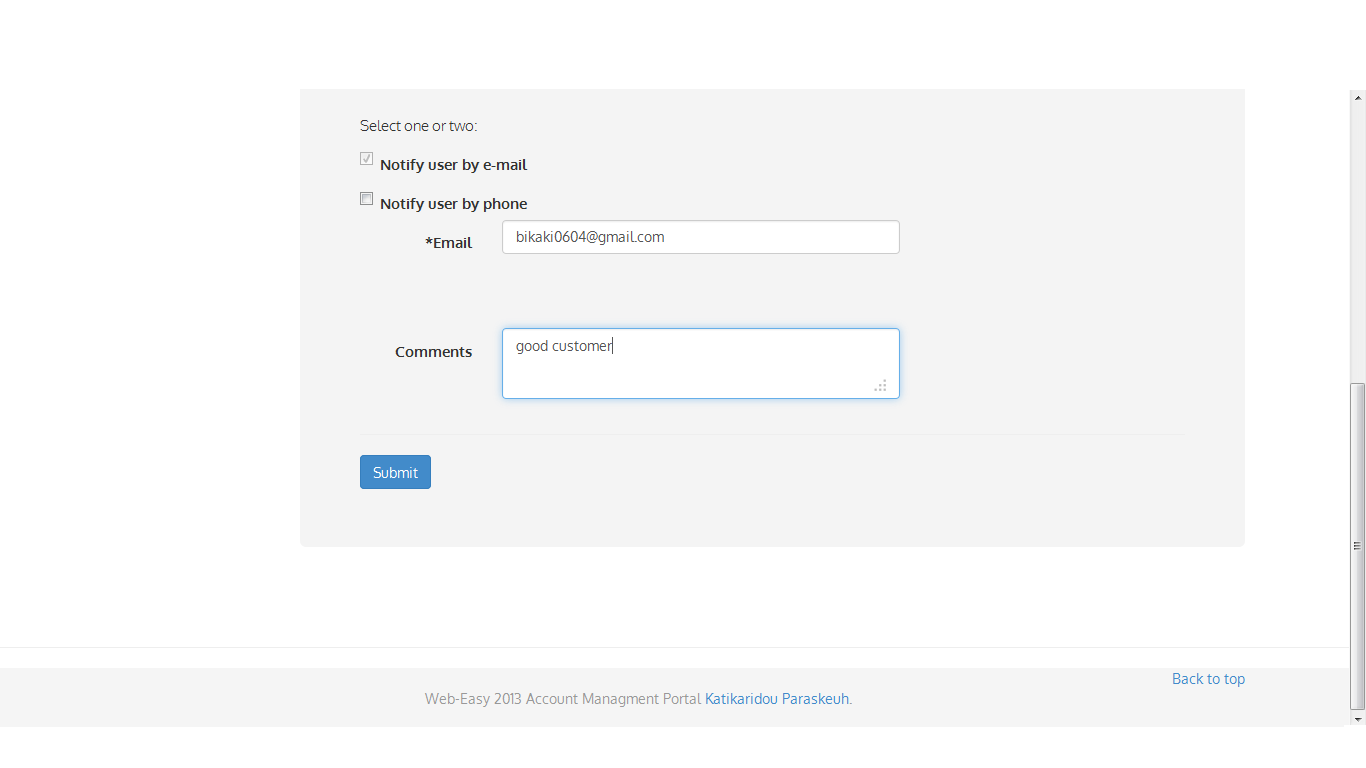 Select one or two:
Notify user by e-mail
Notify user by phone
*Email
bikaki0604@gmail.com
Comments
good customer
Submit
Back to top
Web-Easy 2013 Account Managment Portal Katikaridou Paraskeuh.